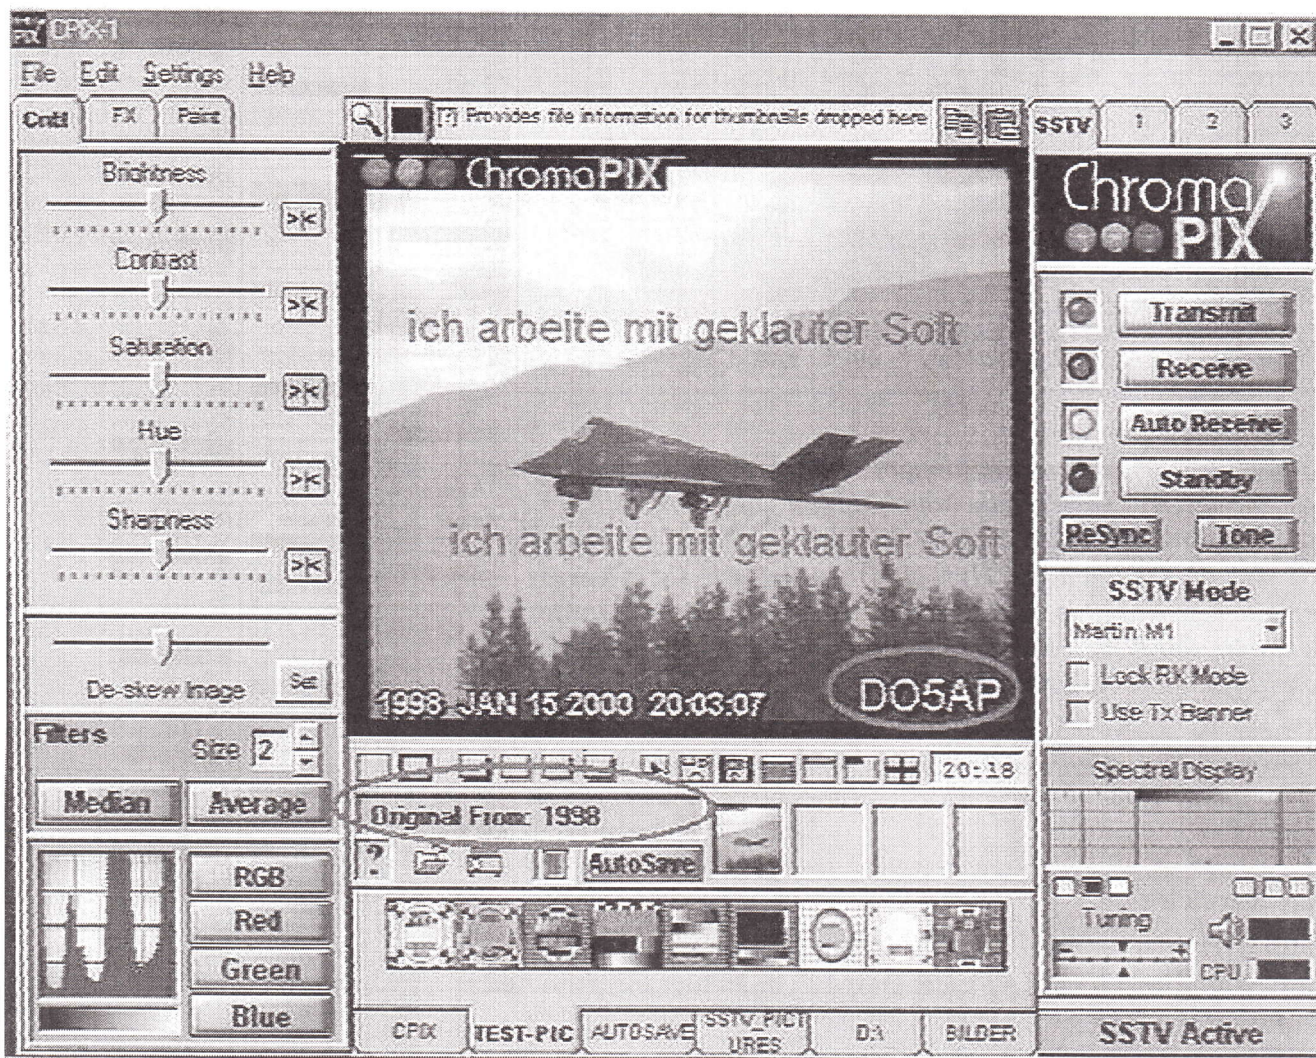 PIX CPIX-1
File Edit Settings Help
Cntl FX Paint
[?] Provides file information for thumbnails dropped here
SSTV 1 2 3
Brightness
>|<
Contrast
>|<
Saturation
>|<
Hue
>|<
Sharpness
>|<
De-skew Image Set
Filters Size 2
Median Average
RGB
Red
Green
Blue
ChromaPIX
ich arbeite mit geklauter Soft
ich arbeite mit geklauter Soft
DO5AP
1998 JAN 15 2000 20:03:07
20:18
Original From: 1998
? AutoSave
CPIX TEST-PIC AUTOSAVE SSTV_PICTURES D:\ BILDER
Chroma
PIX
Transmit
Receive
Auto Receive
Standby
ReSync Tone
SSTV Mode
Martin M1
Lock RX Mode
Use Tx Banner
Spectral Display
Tuning
- +
CPU
SSTV Active